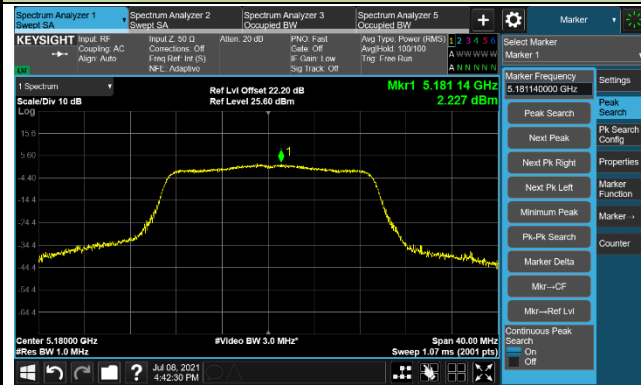 Spectrum Analyzer 1
Swept SA
Spectrum Analyzer 2
Swept SA
Spectrum Analyzer 3
Occupied BW
Spectrum Analyzer 5
Occupied BW
+
Marker
KEYSIGHT
Input: RF
Coupling: AC
Align: Auto
Input Z: 50 Ω
Corrections: Off
Freq Ref: Int (S)
NFE: Adaptive
Atten: 20 dB
PNO: Fast
Gate: Off
IF Gain: Low
Sig Track: Off
Avg Type: Power (RMS)
Avg|Hold: 100/100
Trig: Free Run
1 2 3 4 5 6
A W W W W W
A N N N N N
Select Marker
Marker 1
1 Spectrum
Scale/Div 10 dB
Log
Ref Lvl Offset 22.20 dB
Ref Level 25.60 dBm
Mkr1 5.181 14 GHz
2.227 dBm
15.6
5.60
-4.40
-14.4
-24.4
-34.4
-44.4
-54.4
-64.4
1
Center 5.18000 GHz
#Res BW 1.0 MHz
#Video BW 3.0 MHz*
Span 40.00 MHz
Sweep 1.07 ms (2001 pts)
Marker Frequency
5.181140000 GHz
Peak Search
Next Peak
Next Pk Right
Next Pk Left
Minimum Peak
Pk-Pk Search
Marker Delta
Mkr→CF
Mkr→Ref Lvl
Continuous Peak
Search
On
Off
Settings
Peak
Search
Pk Search
Config
Properties
Marker
Function
Marker→
Counter
?
Jul 08, 2021
4:42:30 PM